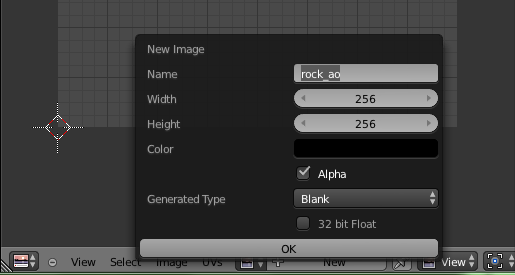 New Image
Name rock_ao
Width 256
Height 256
Color
Alpha
Generated Type Blank
32 bit Float
OK
View Select Image UVs New View